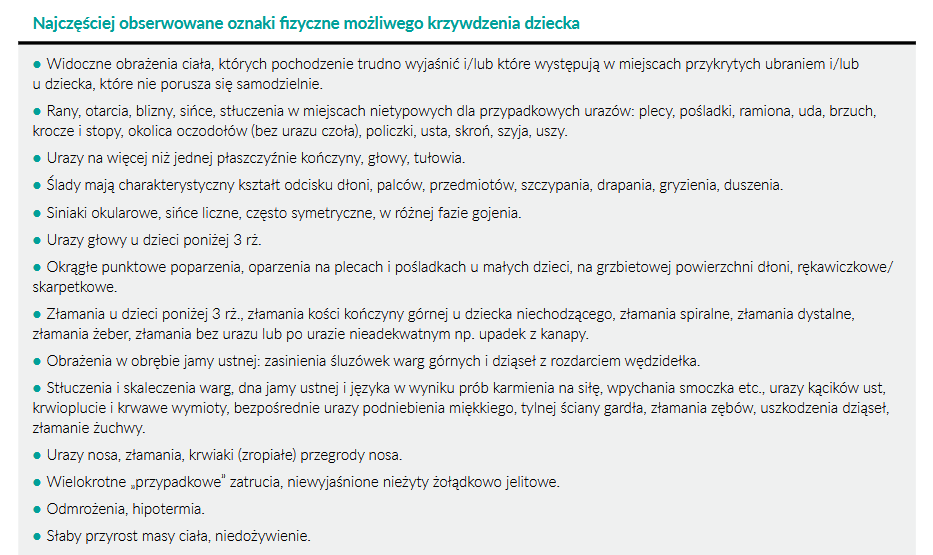 Najczęściej obserwowane oznaki fizyczne możliwego krzywdzenia dziecka
● Widoczne obrażenia ciała, których pochodzenie trudno wyjaśnić i/lub które występują w miejscach przykrytych ubraniem i/lub
u dziecka, które nie porusza się samodzielnie.
● Rany, otarcia, blizny, sińce, stłuczenia w miejscach nietypowych dla przypadkowych urazów: plecy, pośladki, ramiona, uda, brzuch,
krocze i stopy, okolica oczodołów (bez urazu czoła), policzki, usta, skroń, szyja, uszy.
● Urazy na więcej niż jednej płaszczyźnie kończyny, głowy, tułowia.
● Ślady mają charakterystyczny kształt odcisku dłoni, palców, przedmiotów, szczypania, drapania, gryzienia, duszenia.
● Siniaki okularowe, sińce liczne, często symetryczne, w różnej fazie gojenia.
● Urazy głowy u dzieci poniżej 3 rż.
● Okrągłe punktowe poparzenia, oparzenia na plecach i pośladkach u małych dzieci, na grzbietowej powierzchni dłoni, rękawiczkowe/
skarpetkowe.
● Złamania u dzieci poniżej 3 rż., złamania kości kończyny górnej u dziecka niechodzącego, złamania spiralne, złamania dystalne,
złamania żeber, złamania bez urazu lub po urazie nieadekwatnym np. upadek z kanapy.
● Obrażenia w obrębie jamy ustnej: zasinienia śluzówek warg górnych i dziąseł z rozdarciem wędzidełka.
● Stłuczenia i skaleczenia warg, dna jamy ustnej i języka w wyniku prób karmienia na siłę, wpychania smoczka etc., urazy kącików ust,
krwioplucie i krwawe wymioty, bezpośrednie urazy podniebienia miękkiego, tylnej ściany gardła, złamania zębów, uszkodzenia dziąseł,
złamanie żuchwy.
● Urazy nosa, złamania, krwiaki (zropiałe) przegrody nosa.
● Wielokrotne „przypadkowe” zatrucia, niewyjaśnione nieżyty żołądkowo jelitowe.
● Odmrożenia, hipotermia.
● Słaby przyrost masy ciała, niedożywienie.